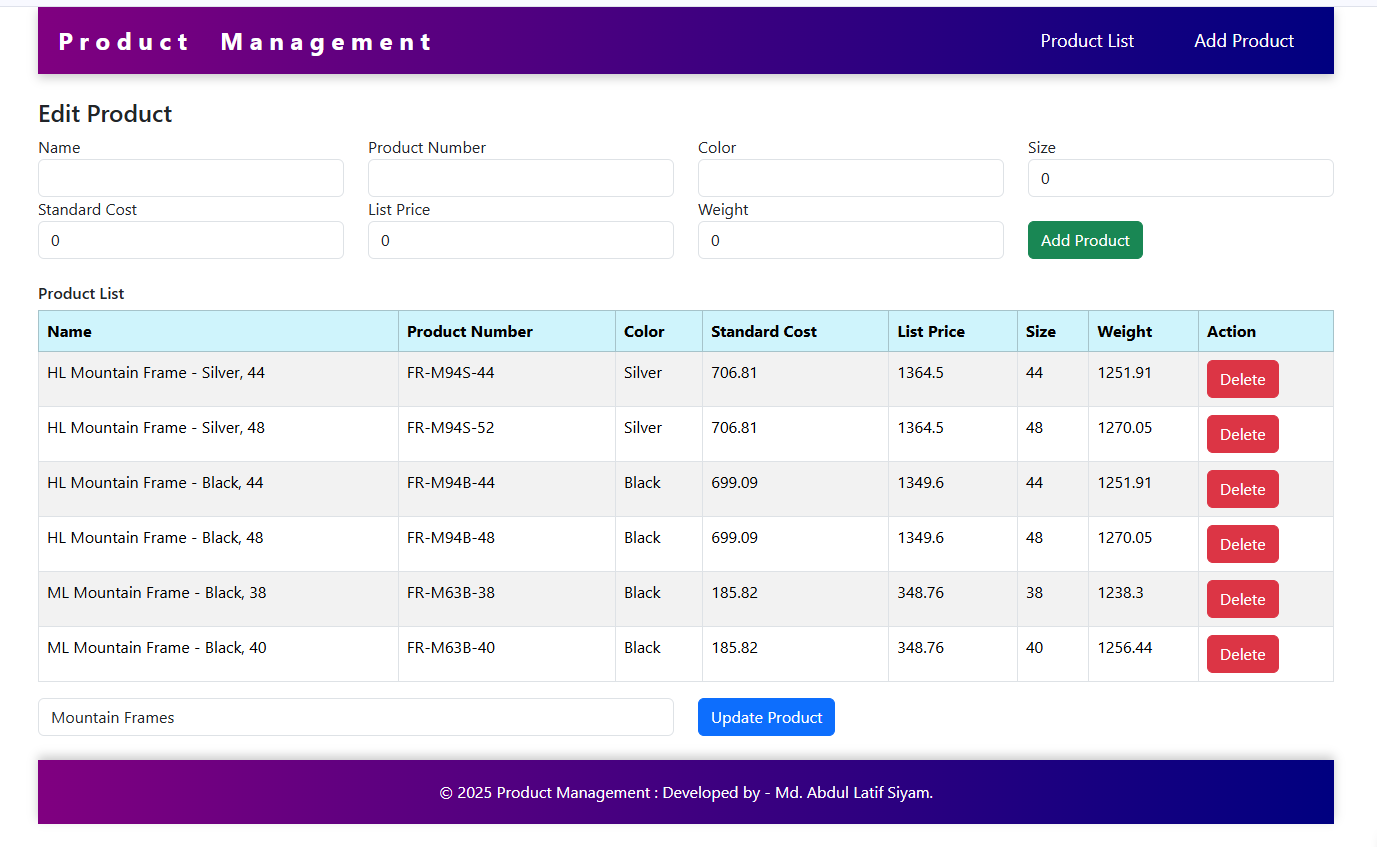 Product Management Product List Add Product
Edit Product
Name Product Number Color Size
0
Standard Cost List Price Weight
0 0 0 Add Product
Product List
Name Product Number Color Standard Cost List Price Size Weight Action
HL Mountain Frame - Silver, 44 FR-M94S-44 Silver 706.81 1364.5 44 1251.91 Delete
HL Mountain Frame - Silver, 48 FR-M94S-52 Silver 706.81 1364.5 48 1270.05 Delete
HL Mountain Frame - Black, 44 FR-M94B-44 Black 699.09 1349.6 44 1251.91 Delete
HL Mountain Frame - Black, 48 FR-M94B-48 Black 699.09 1349.6 48 1270.05 Delete
ML Mountain Frame - Black, 38 FR-M63B-38 Black 185.82 348.76 38 1238.3 Delete
ML Mountain Frame - Black, 40 FR-M63B-40 Black 185.82 348.76 40 1256.44 Delete
Mountain Frames Update Product
© 2025 Product Management : Developed by - Md. Abdul Latif Siyam.